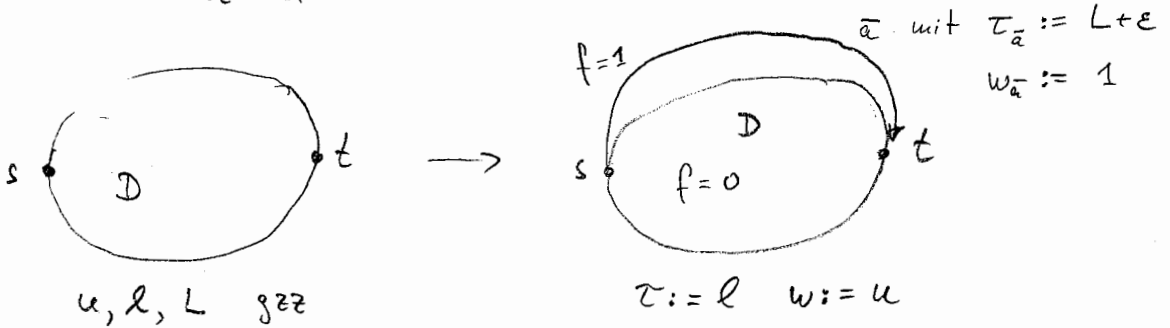 f=1
ā mit τ_ā := L+ε
w_ā := 1
s D t
→
s D f=0 t
u, l, L gzz
τ:=l w:=u